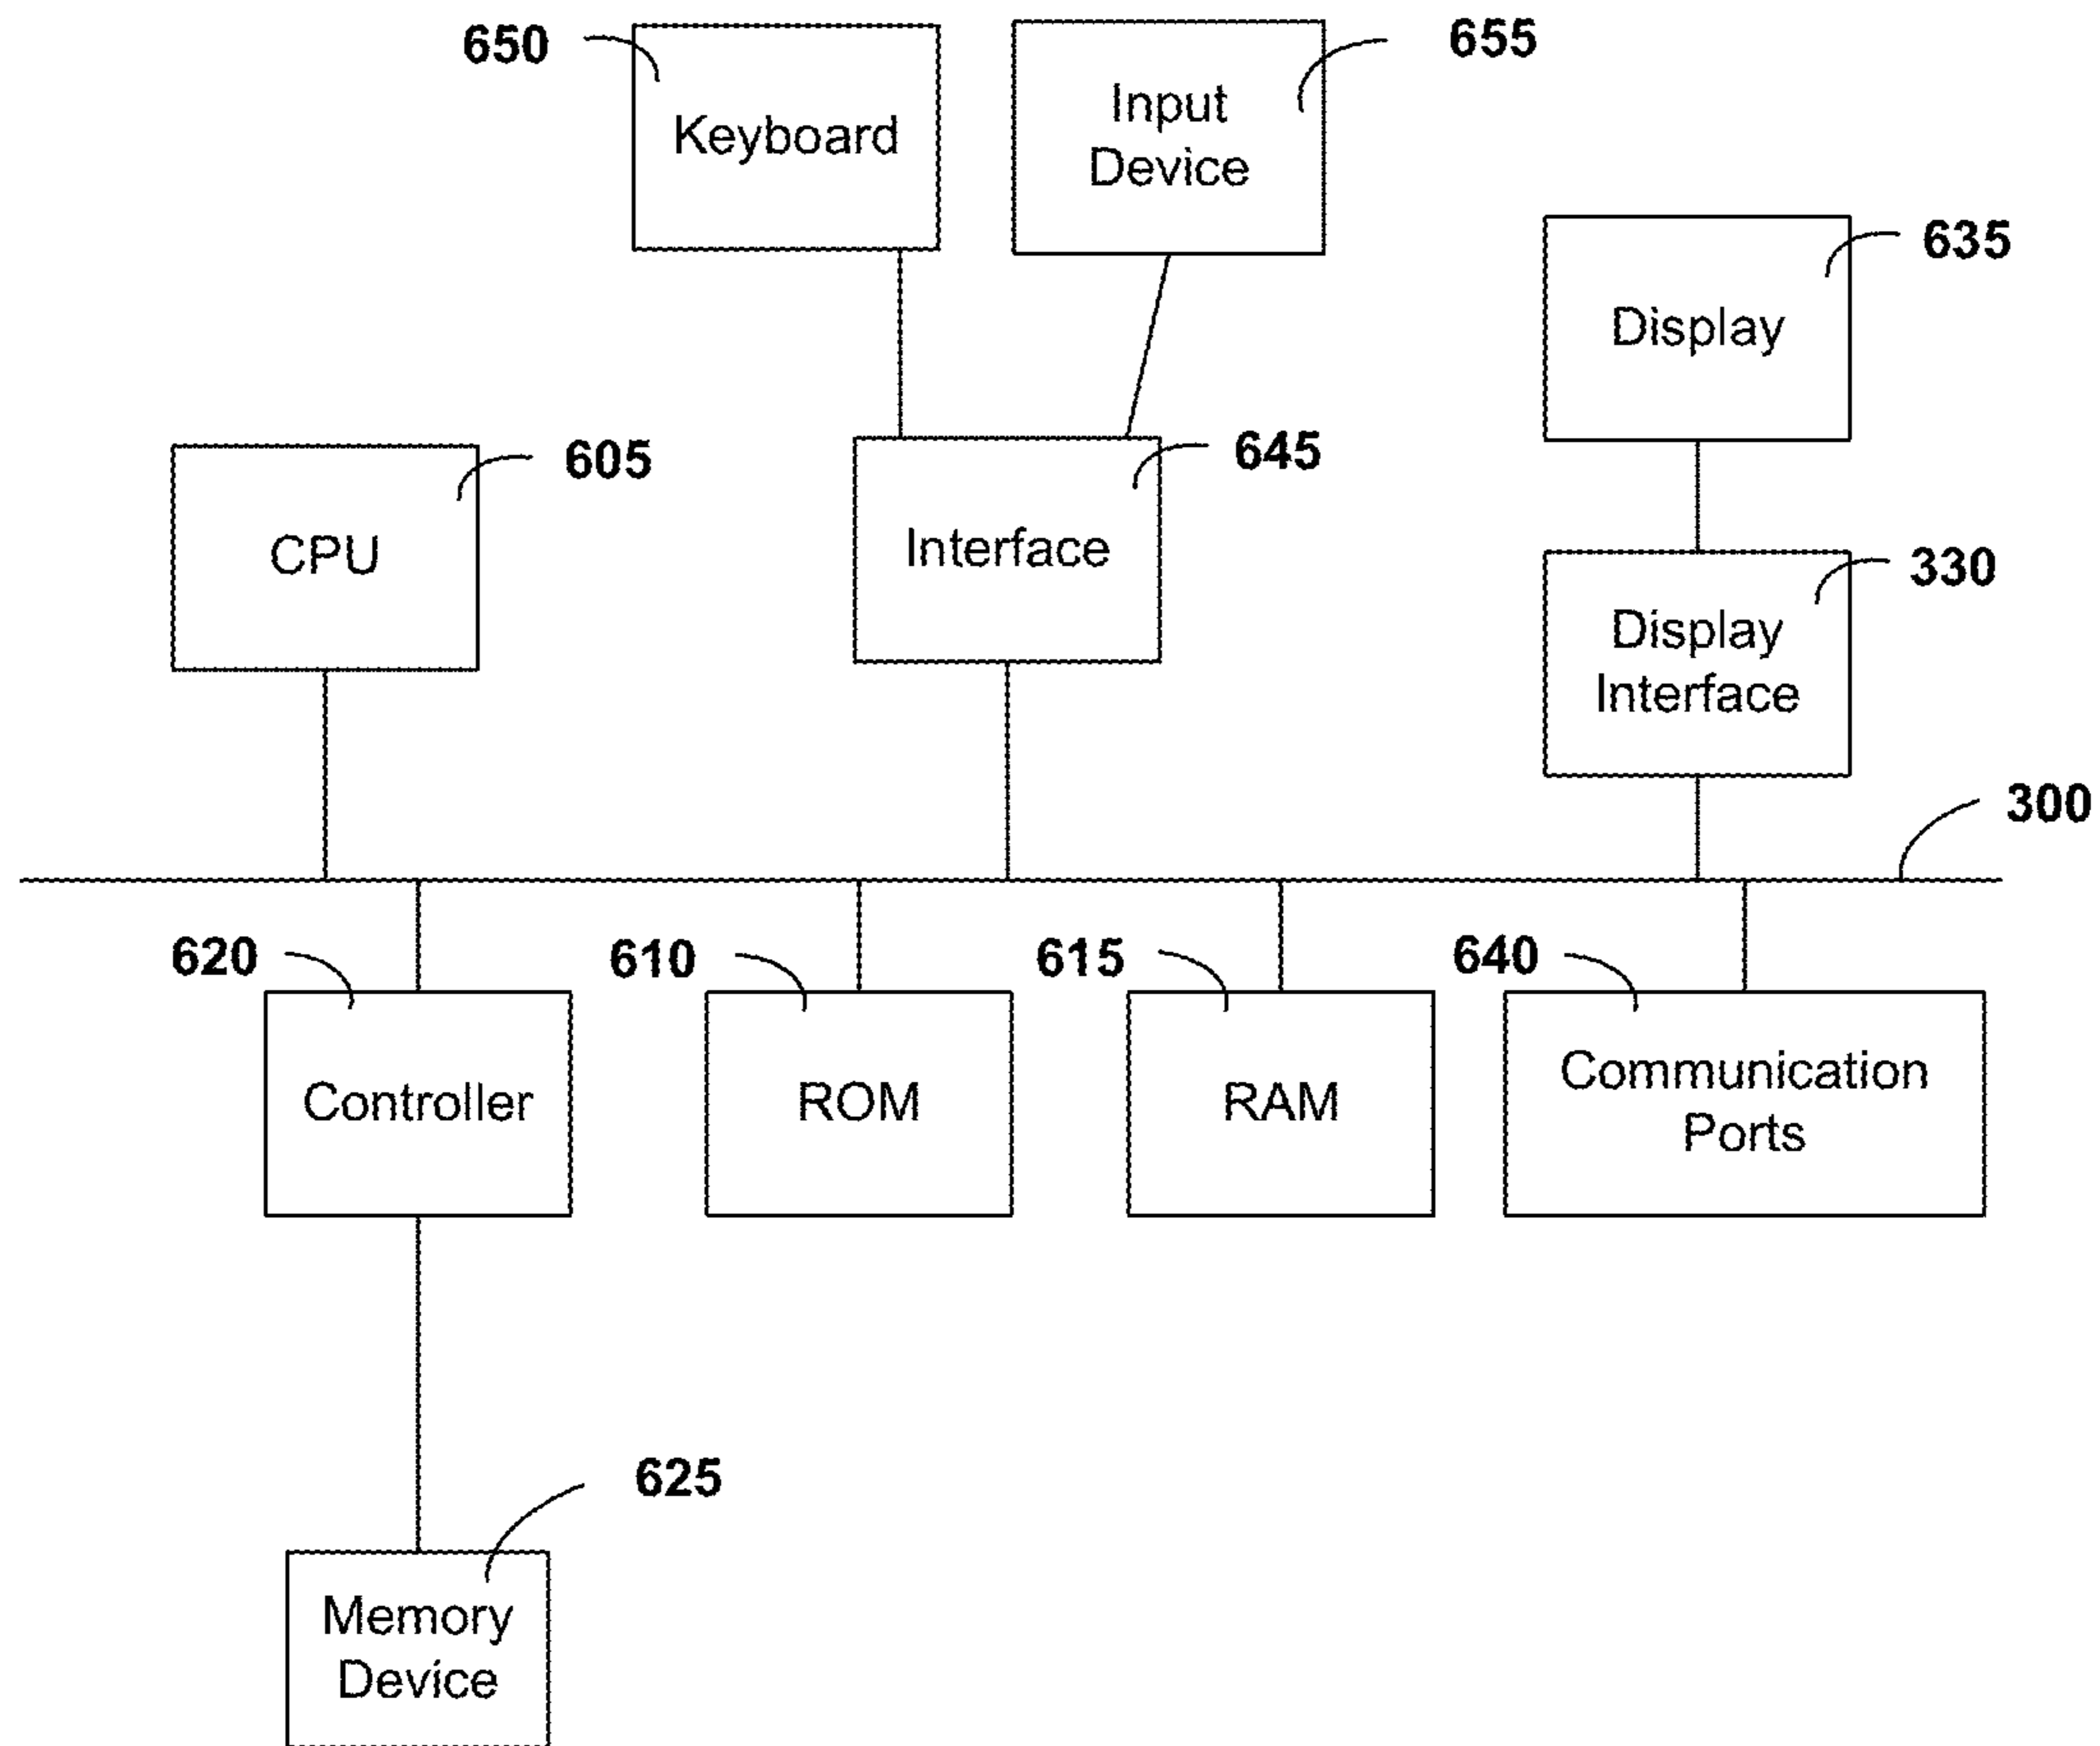 650
655
Keyboard
Input
Device
635
Display
605
645
CPU
Interface
330
Display
Interface
300
620
610
615
640
Controller
ROM
RAM
Communication
Ports
625
Memory
Device